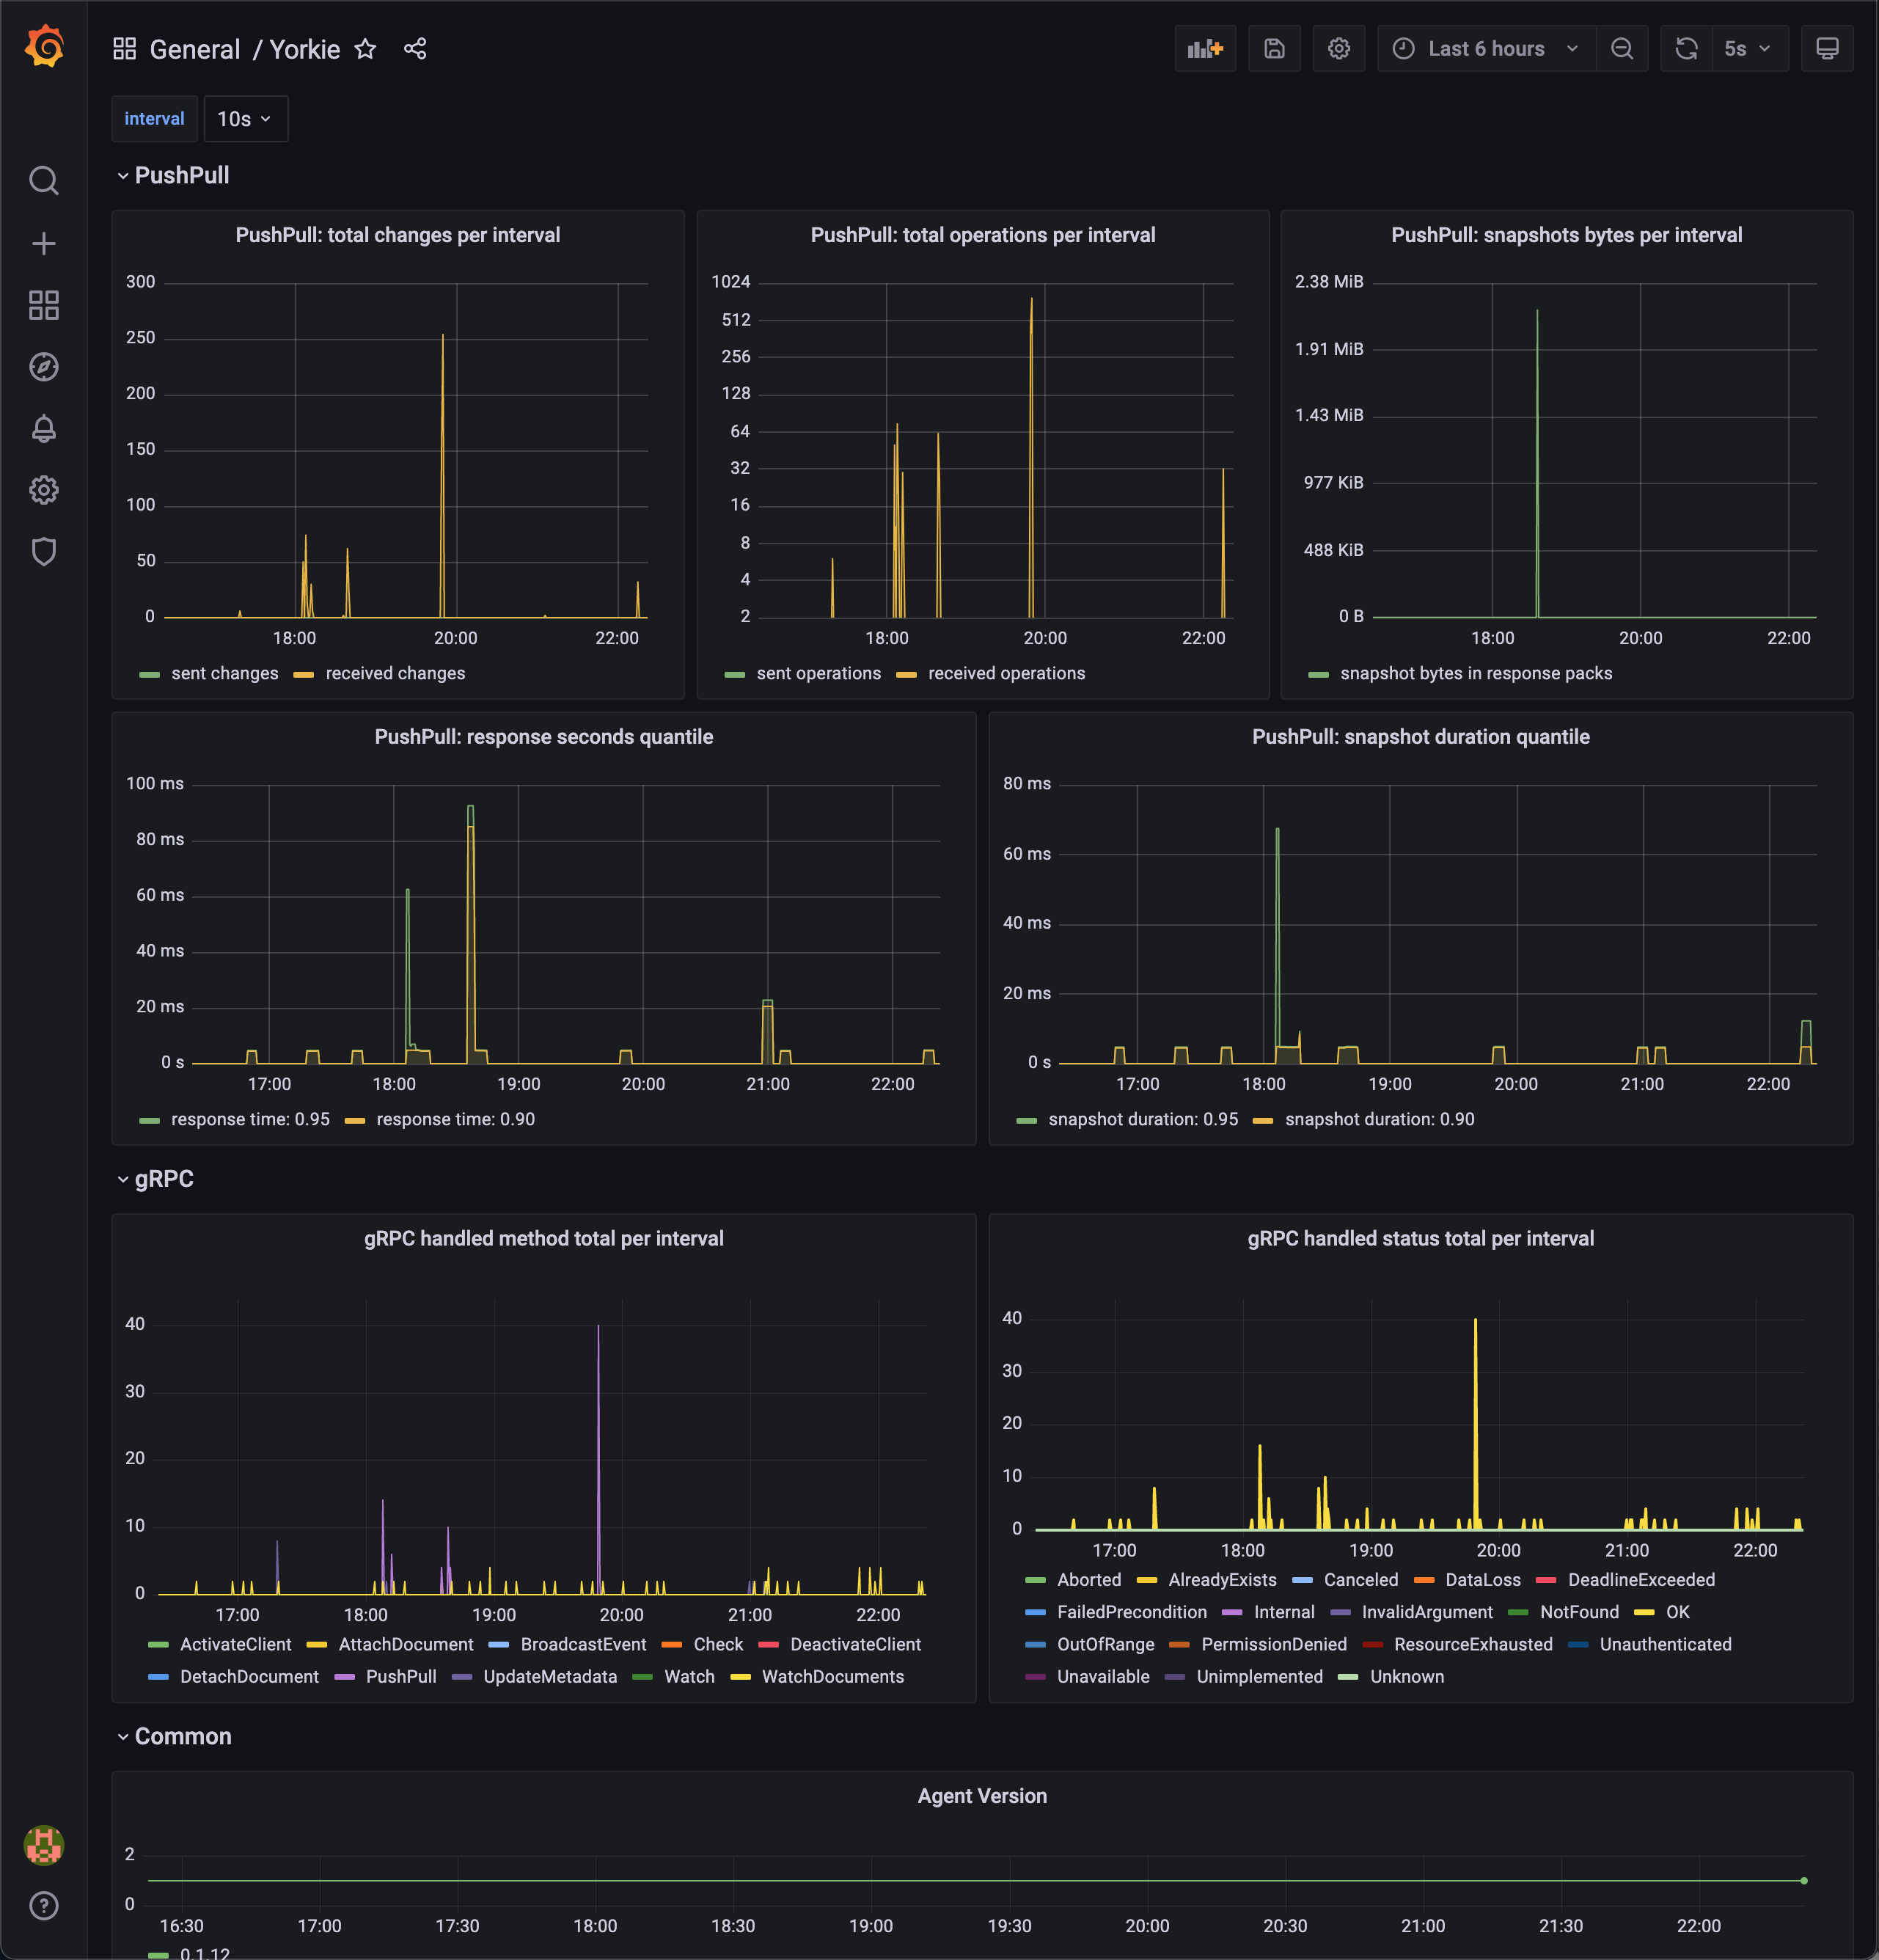 General / Yorkie
Last 6 hours
5s
interval 10s
PushPull
PushPull: total changes per interval
300
250
200
150
100
50
0
18:00 20:00 22:00
sent changes received changes
PushPull: total operations per interval
1024
512
256
128
64
32
16
8
4
2
18:00 20:00 22:00
sent operations received operations
PushPull: snapshots bytes per interval
2.38 MiB
1.91 MiB
1.43 MiB
977 KiB
488 KiB
0 B
18:00 20:00 22:00
snapshot bytes in response packs
PushPull: response seconds quantile
100 ms
80 ms
60 ms
40 ms
20 ms
0 s
17:00 18:00 19:00 20:00 21:00 22:00
response time: 0.95 response time: 0.90
PushPull: snapshot duration quantile
80 ms
60 ms
40 ms
20 ms
0 s
17:00 18:00 19:00 20:00 21:00 22:00
snapshot duration: 0.95 snapshot duration: 0.90
gRPC
gRPC handled method total per interval
40
30
20
10
0
17:00 18:00 19:00 20:00 21:00 22:00
ActivateClient AttachDocument BroadcastEvent Check DeactivateClient
DetachDocument PushPull UpdateMetadata Watch WatchDocuments
gRPC handled status total per interval
40
30
20
10
0
17:00 18:00 19:00 20:00 21:00 22:00
Aborted AlreadyExists Canceled DataLoss DeadlineExceeded
FailedPrecondition Internal InvalidArgument NotFound OK
OutOfRange PermissionDenied ResourceExhausted Unauthenticated
Unavailable Unimplemented Unknown
Common
Agent Version
2
0
16:30 17:00 17:30 18:00 18:30 19:00 19:30 20:00 20:30 21:00 21:30 22:00
0.1.12